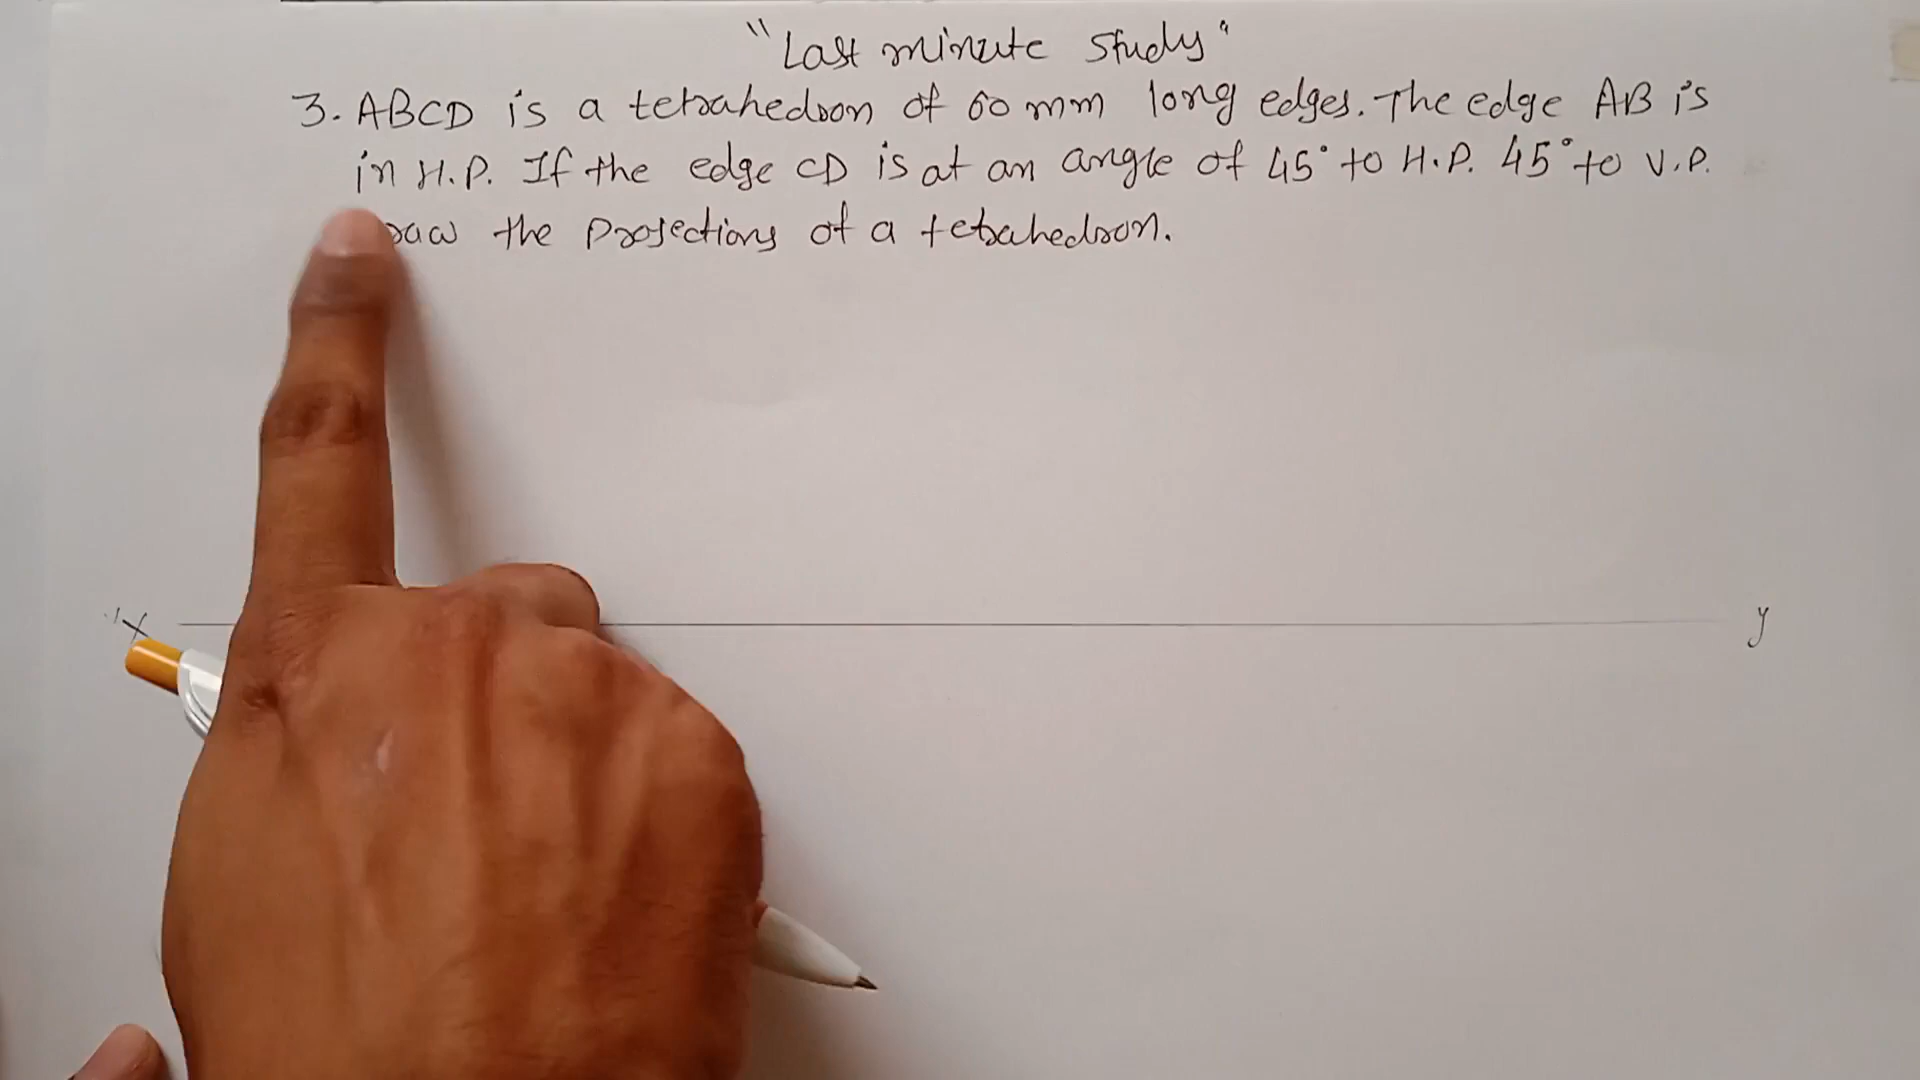 "Last minute study"
3. ABCD is a tetrahedron of 60 mm long edges. The edge AB is
in H.P. If the edge CD is at an angle of 45° to H.P. 45° to V.P.
raw the Projections of a tetrahedron.
X y